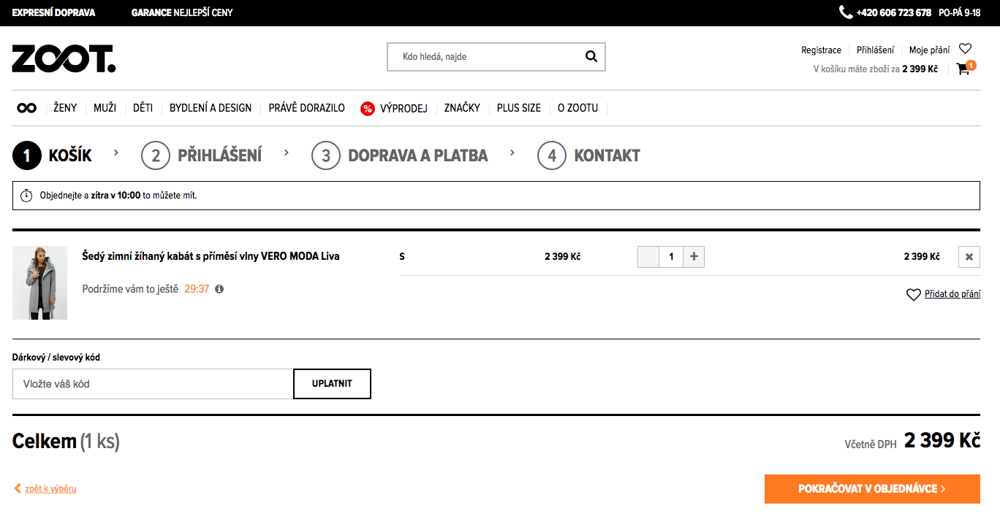 EXPRESNÍ DOPRAVA GARANCE NEJLEPŠÍ CENY +420 606 723 678 PO-PÁ 9-18
ZOOT.
Kdo hledá, najde
Registrace Přihlášení Moje přání
V košíku máte zboží za 2 399 Kč 1
ŽENY MUŽI DĚTI BYDLENÍ A DESIGN PRÁVĚ DORAZILO % VÝPRODEJ ZNAČKY PLUS SIZE O ZOOTU
1 KOŠÍK > 2 PŘIHLÁŠENÍ > 3 DOPRAVA A PLATBA > 4 KONTAKT
Objednejte a zítra v 10:00 to můžete mít.
Šedý zimní žíhaný kabát s příměsí vlny VERO MODA Liva S 2 399 Kč 1 + 2 399 Kč ×
Podržíme vám to ještě 29:37 i
Přidat do přání
Dárkový / slevový kód
Vložte váš kód UPLATNIT
Celkem (1 ks) Včetně DPH 2 399 Kč
zpět k výběru POKRAČOVAT V OBJEDNÁVCE >